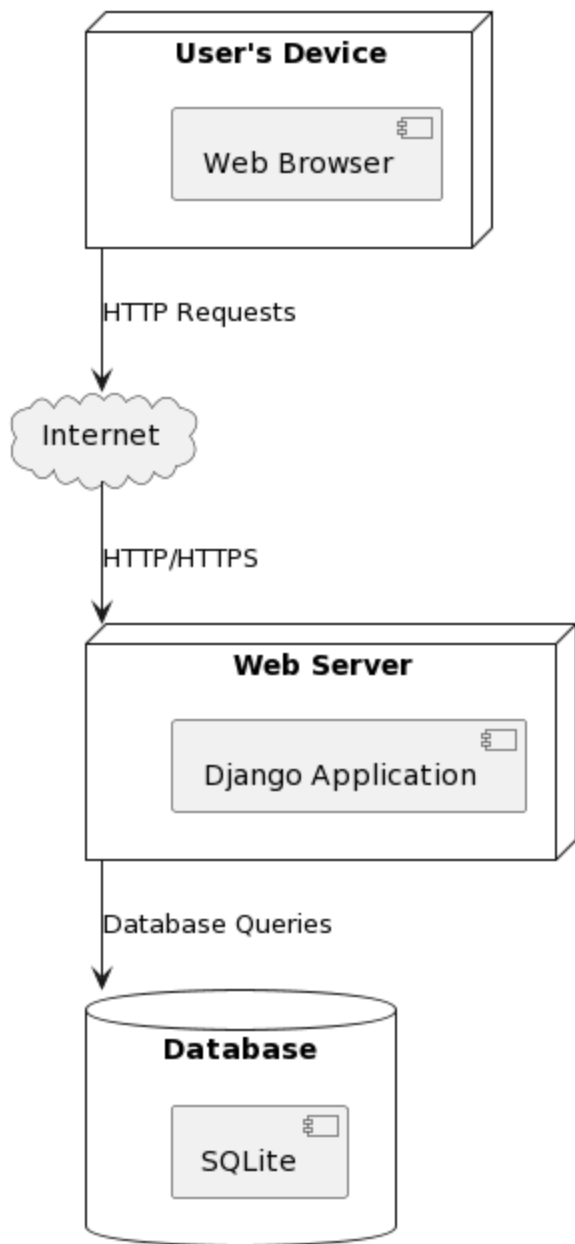 User's Device
Web Browser
HTTP Requests
Internet
HTTP/HTTPS
Web Server
Django Application
Database Queries
Database
SQLite